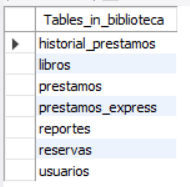 Tables_in_biblioteca
historial_prestamos
libros
prestamos
prestamos_express
reportes
reservas
usuarios